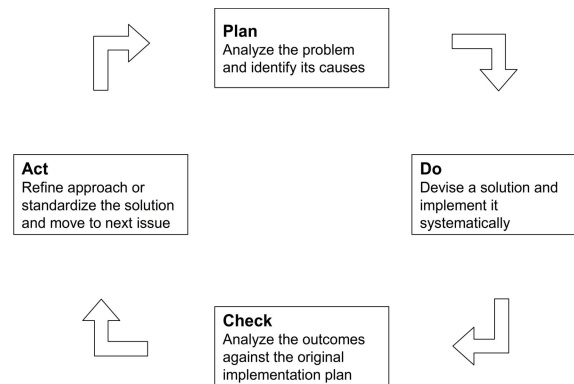 Plan
Analyze the problem
and identify its causes
Do
Devise a solution and
implement it
systematically
Check
Analyze the outcomes
against the original
implementation plan
Act
Refine approach or
standardize the solution
and move to next issue